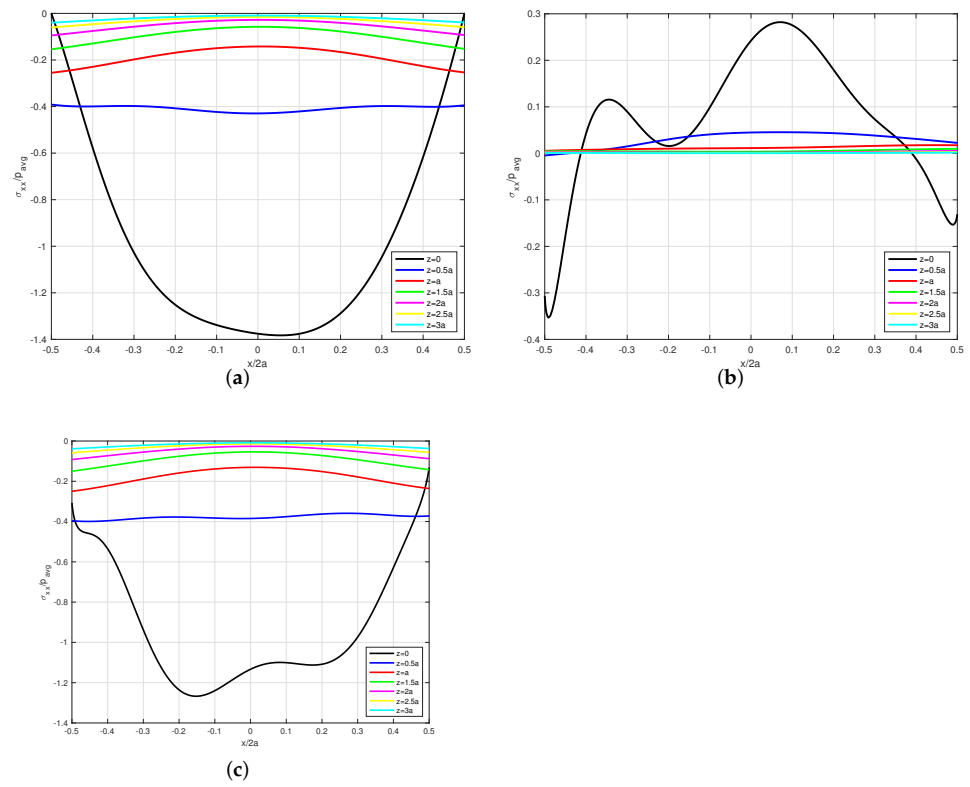 0
-0.2
-0.4
-0.6
-0.8
-1
-1.2
-1.4
σxx/pavg
-0.5 -0.4 -0.3 -0.2 -0.1 0 0.1 0.2 0.3 0.4 0.5
x/2a
z=0
z=0.5a
z=a
z=1.5a
z=2a
z=2.5a
z=3a
(a)
0.3
0.2
0.1
0
-0.1
-0.2
-0.3
-0.4
σxx/pavg
-0.5 -0.4 -0.3 -0.2 -0.1 0 0.1 0.2 0.3 0.4 0.5
x/2a
z=0
z=0.5a
z=a
z=1.5a
z=2a
z=2.5a
z=3a
(b)
0
-0.2
-0.4
-0.6
-0.8
-1
-1.2
-1.4
σxx/pavg
-0.5 -0.4 -0.3 -0.2 -0.1 0 0.1 0.2 0.3 0.4 0.5
x/2a
z=0
z=0.5a
z=a
z=1.5a
z=2a
z=2.5a
z=3a
(c)